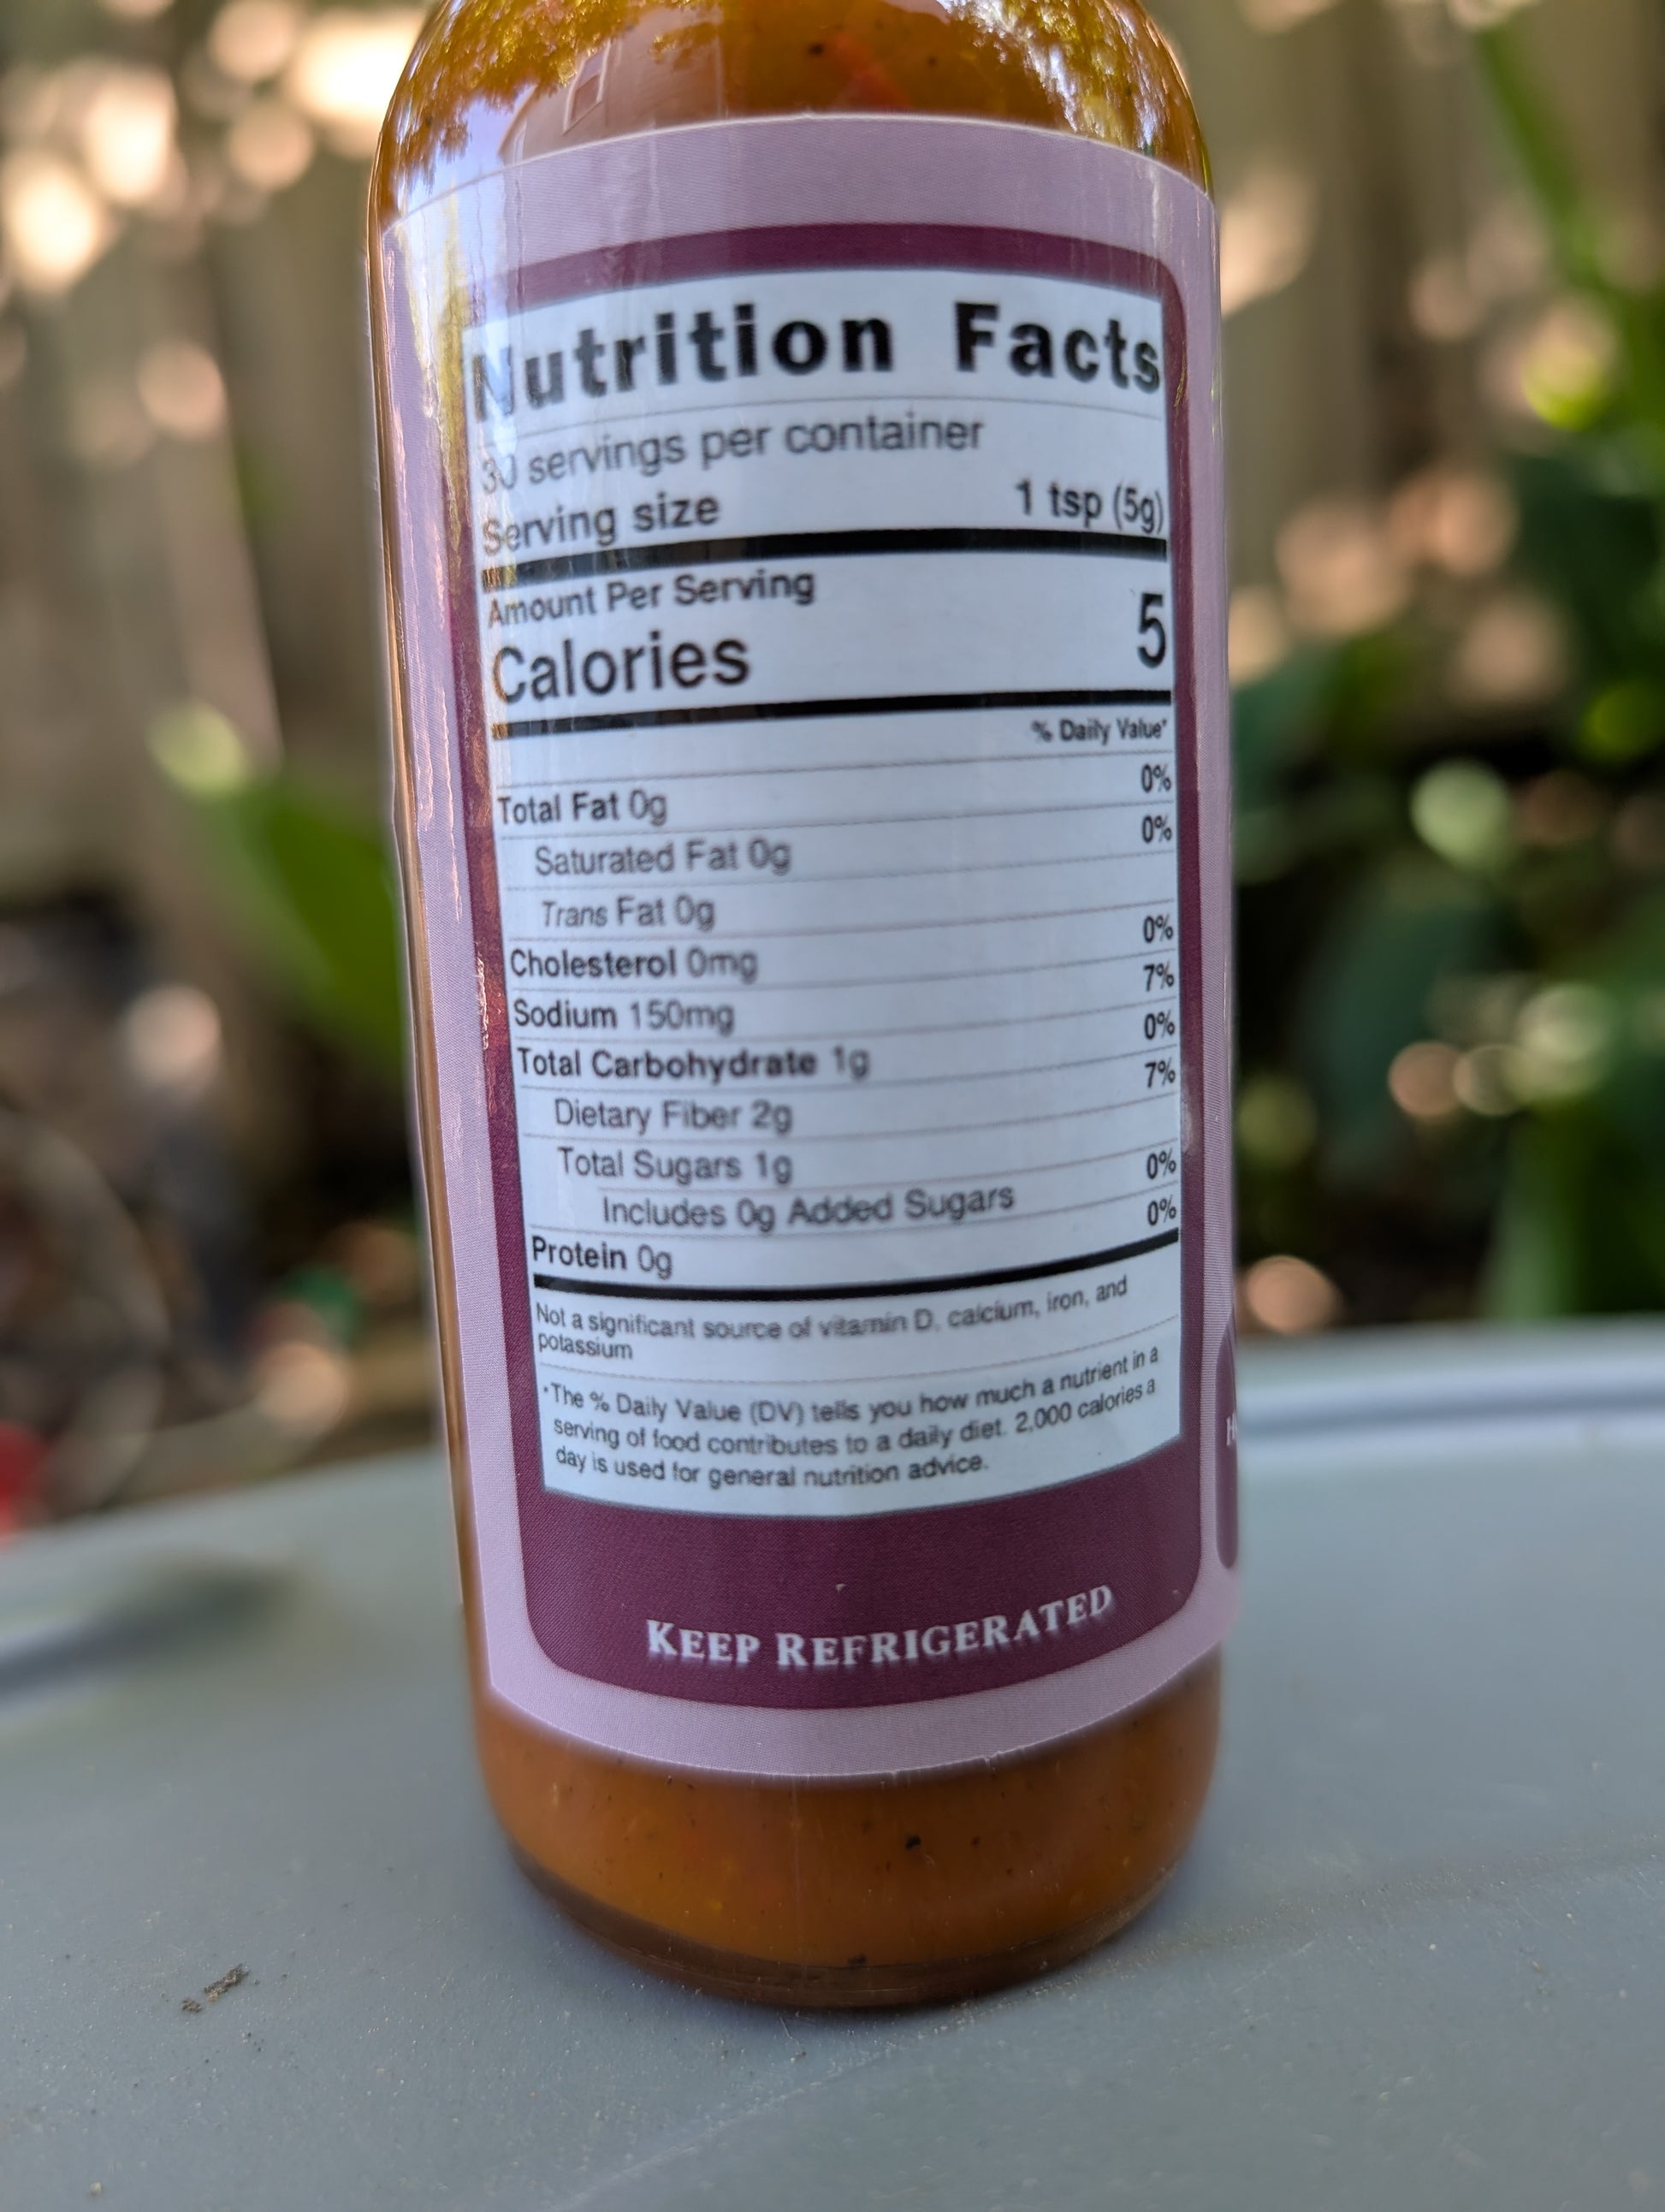 Nutrition Facts
30 servings per container
Serving size 1 tsp (5g)
Amount Per Serving
Calories 5
% Daily Value*
Total Fat 0g 0%
Saturated Fat 0g 0%
Trans Fat 0g
Cholesterol 0mg 0%
Sodium 150mg 7%
Total Carbohydrate 1g 0%
Dietary Fiber 2g 7%
Total Sugars 1g
Includes 0g Added Sugars 0%
Protein 0g 0%
Not a significant source of vitamin D, calcium, iron, and
potassium
*The % Daily Value (DV) tells you how much a nutrient in a
serving of food contributes to a daily diet. 2,000 calories a
day is used for general nutrition advice.
KEEP REFRIGERATED